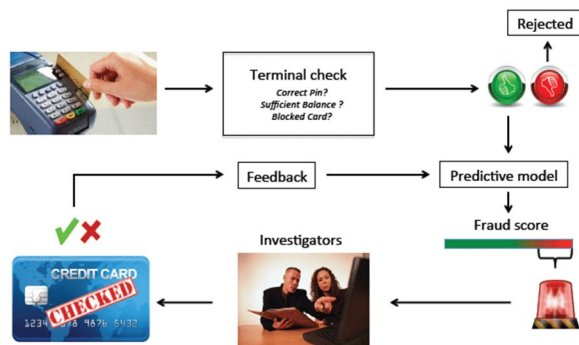 Rejected
Terminal check
Correct Pin?
Sufficient Balance ?
Blocked Card?
Feedback
Predictive model
Fraud score
Investigators
CREDIT CARD
CHECKED
1234 5678 9876 5432